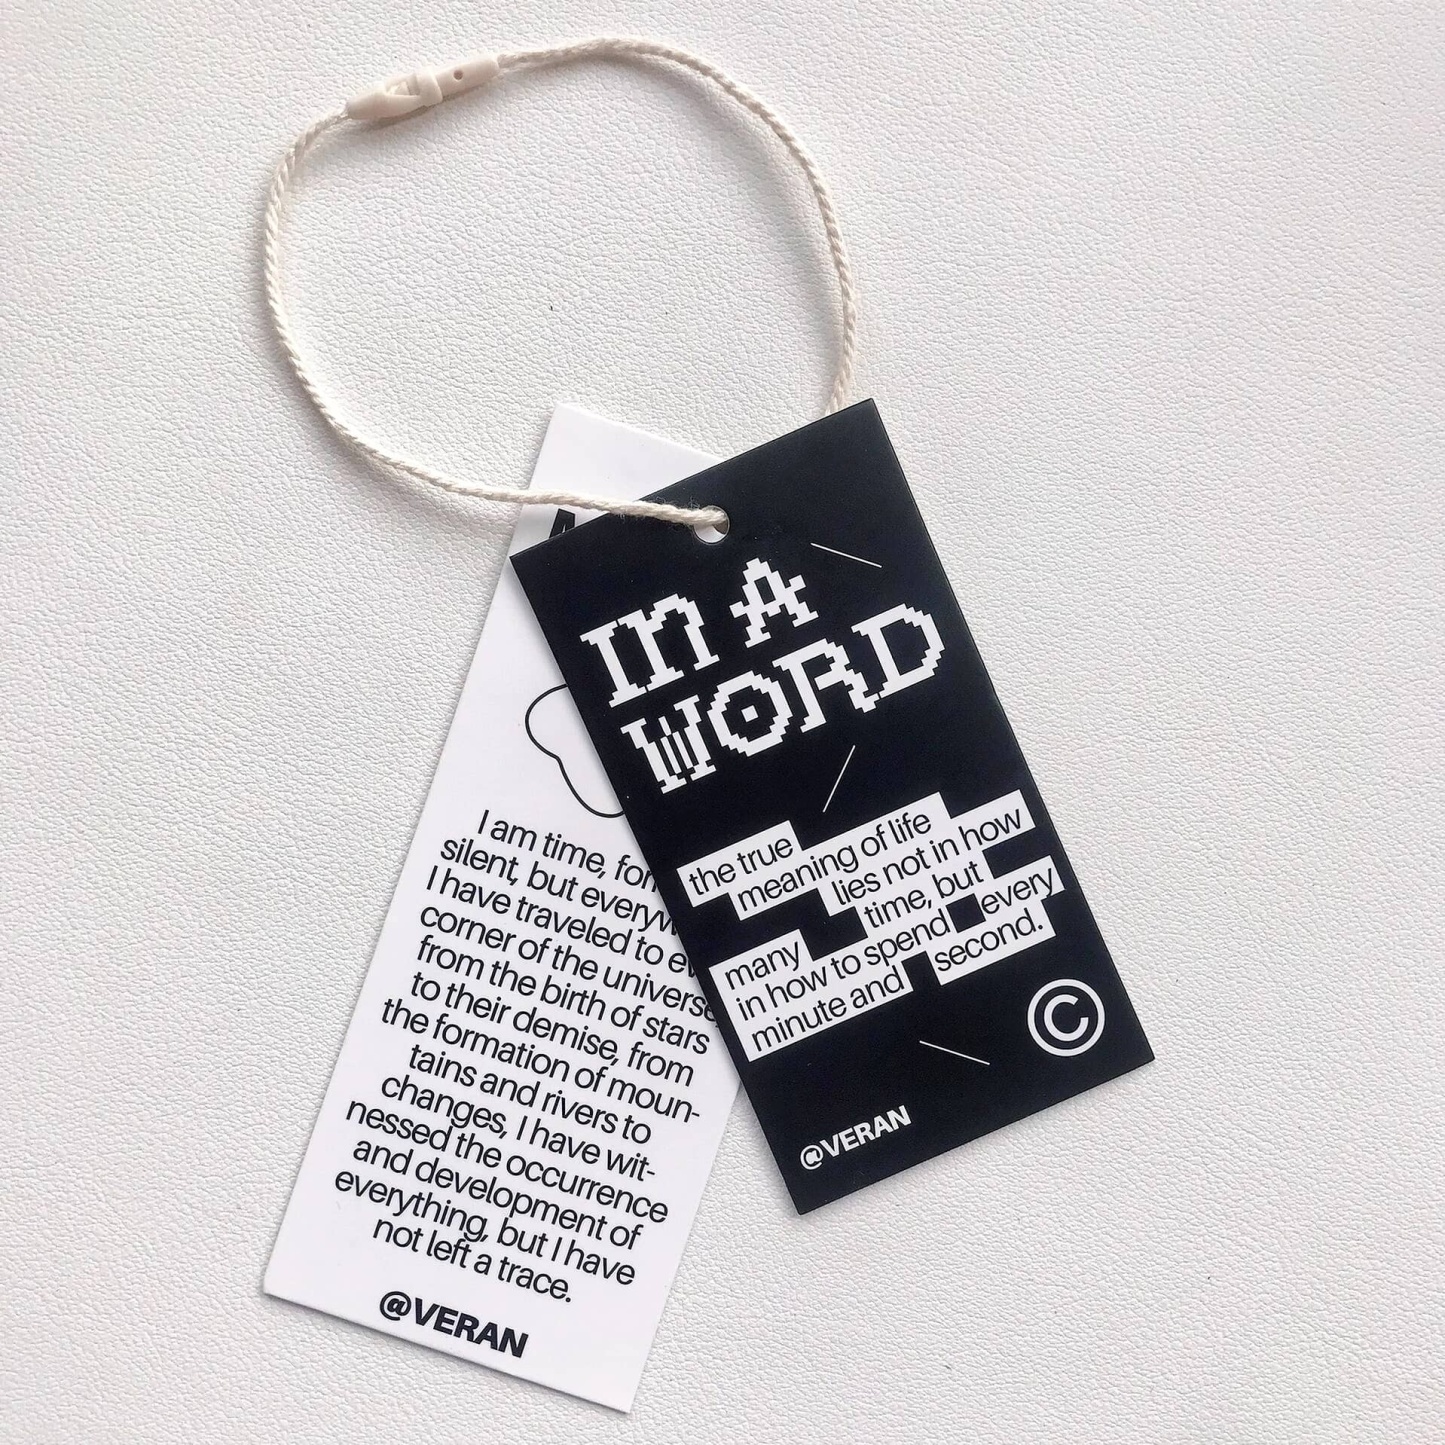 IN A
WORD
the true
meaning of life
lies not in how
time, but
many every
in how to spend
minute and second.
@VERAN
©
I am time,
silent, but
I have traveled to
corner of the universe,
from the birth of stars
to their demise, from
the formation of moun-
tains and rivers to
changes, I have wit-
nessed the occurrence
and development of
everything, but I have
not left a trace.
@VERAN